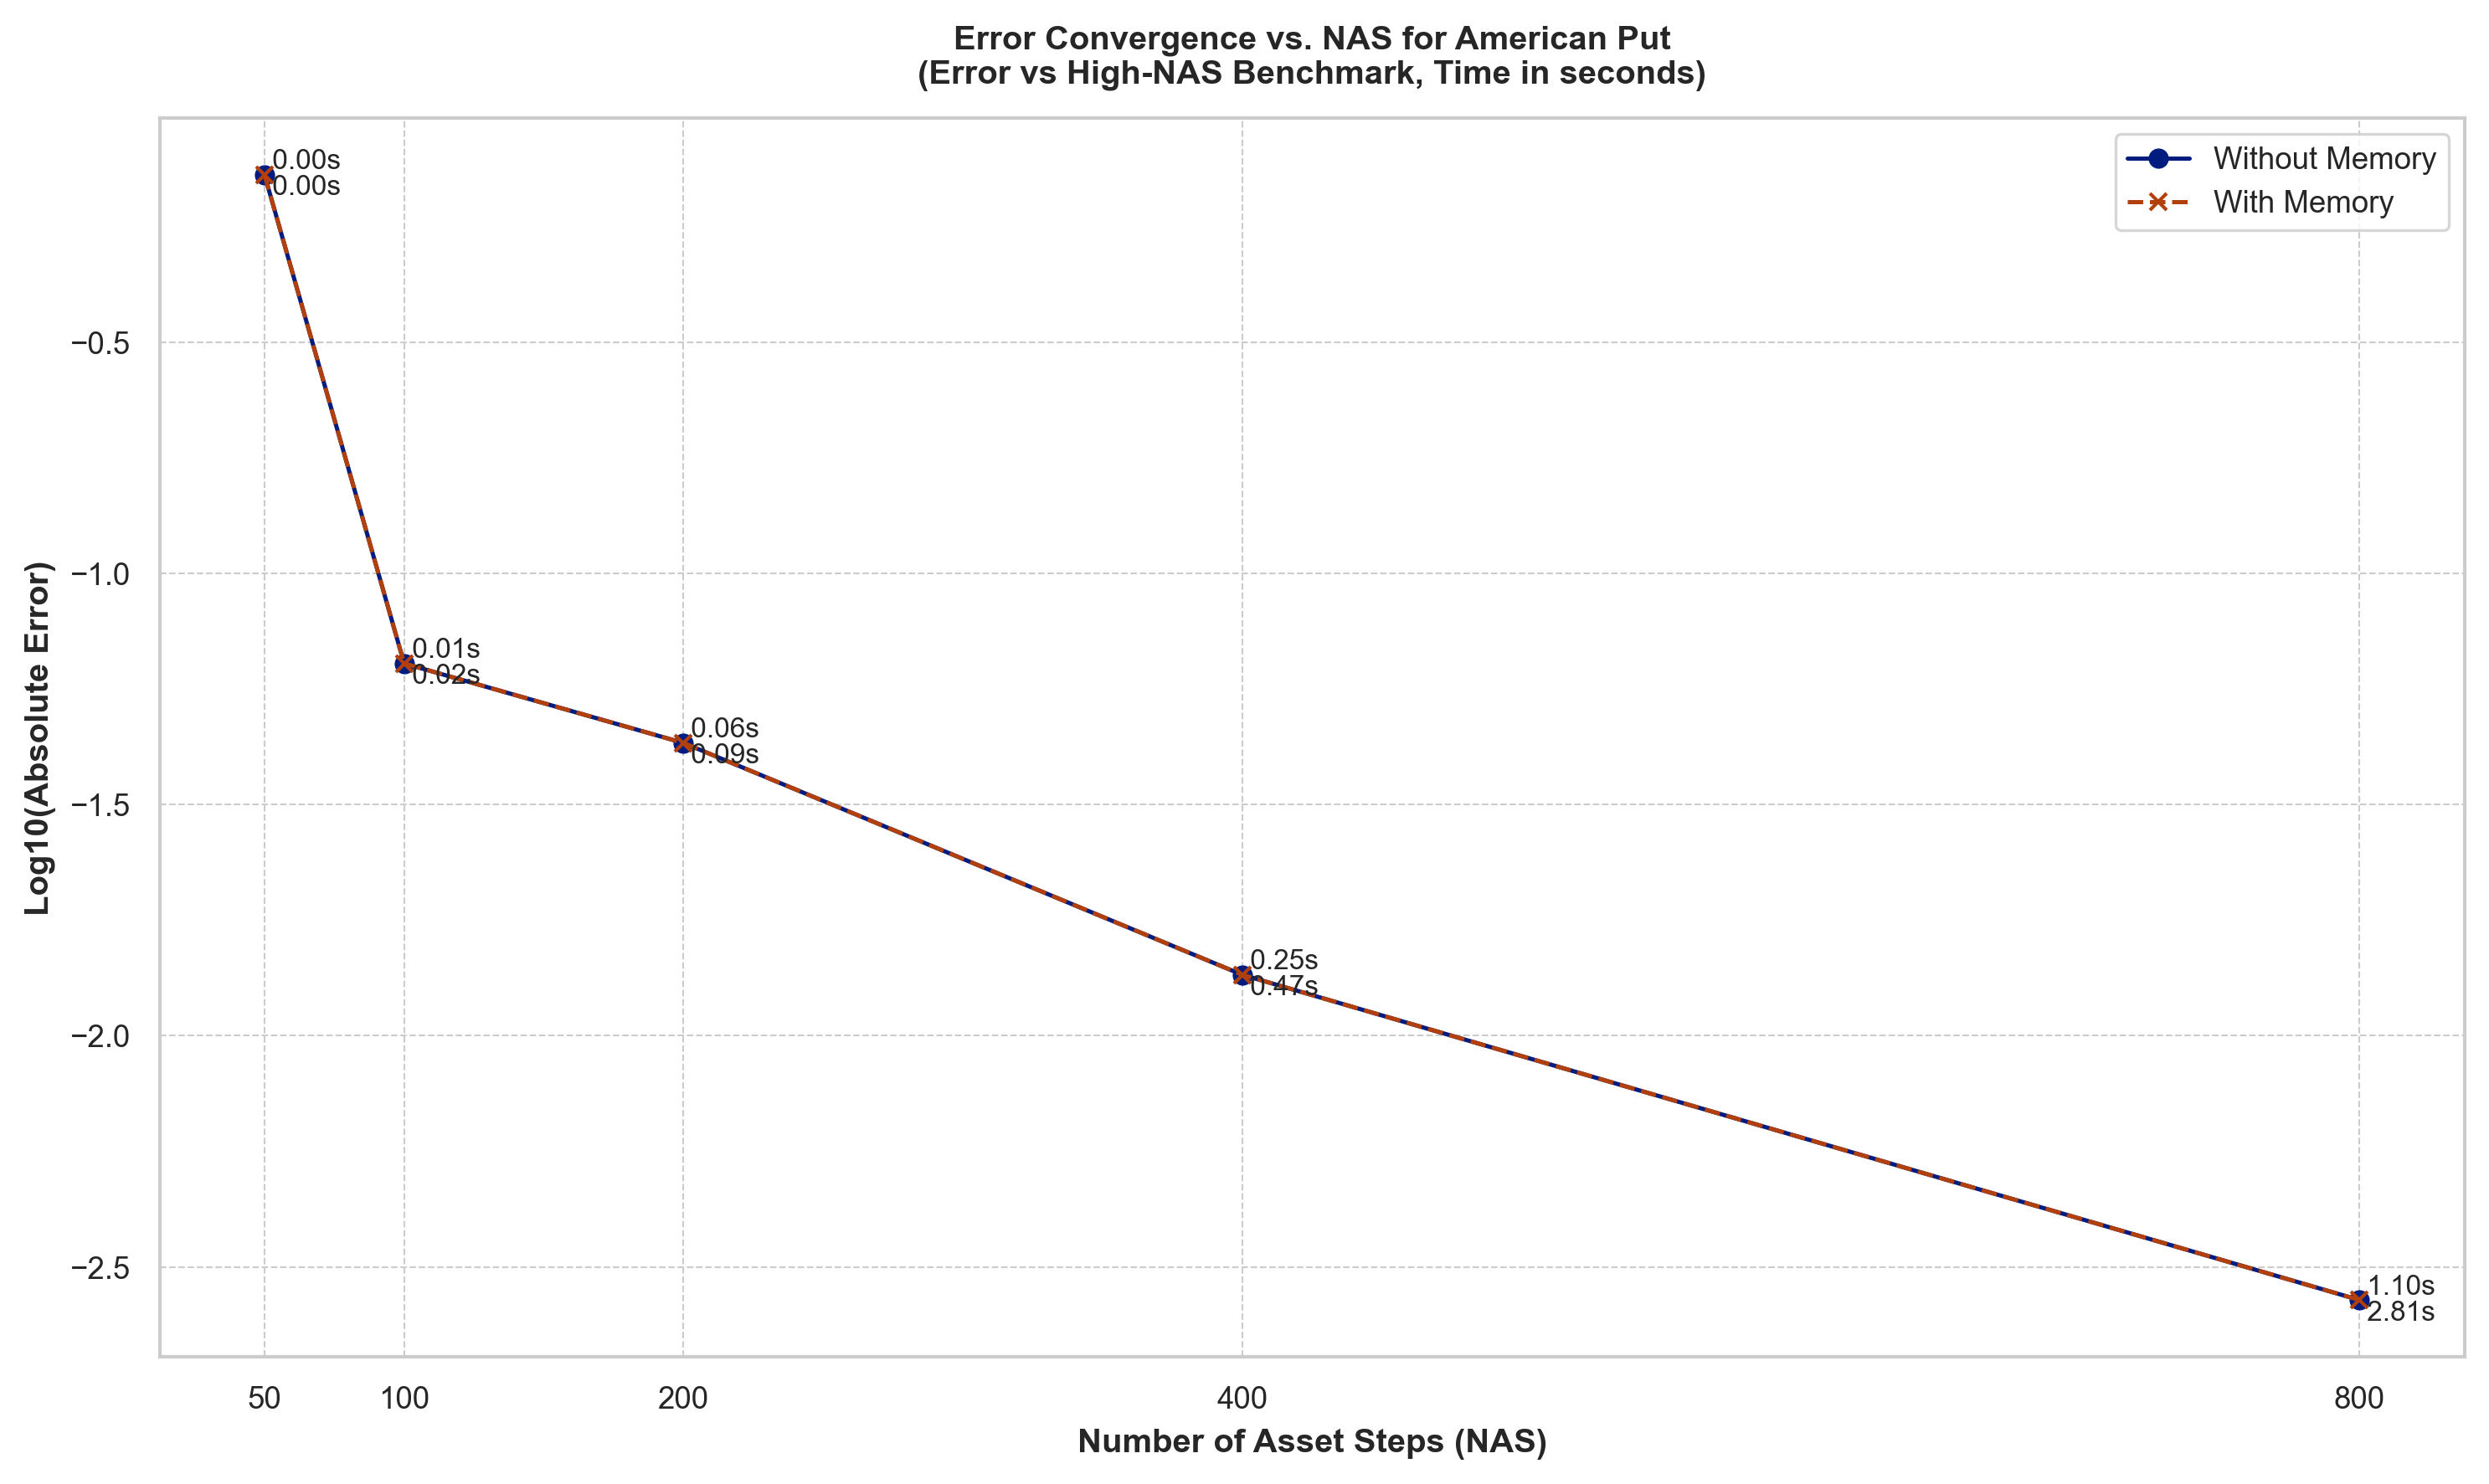 Error Convergence vs. NAS for American Put
(Error vs High-NAS Benchmark, Time in seconds)
Without Memory
With Memory
0.00s
0.00s
0.01s
0.02s
0.06s
0.09s
0.25s
0.47s
1.10s
2.81s
Log10(Absolute Error)
−0.5
−1.0
−1.5
−2.0
−2.5
50
100
200
400
800
Number of Asset Steps (NAS)